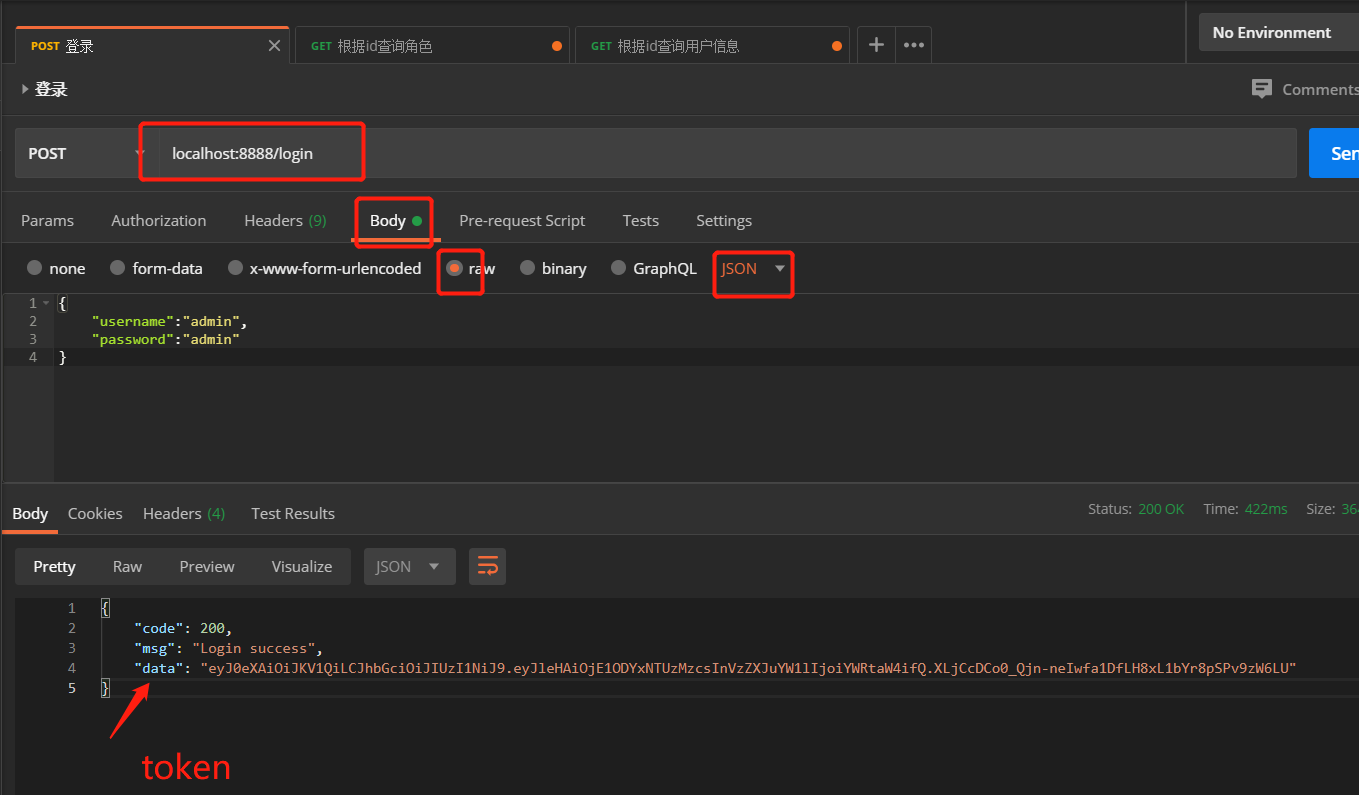 POST 登录 GET 根据id查询角色 GET 根据id查询用户信息 No Environment
登录 Comments
POST localhost:8888/login Sen
Params Authorization Headers (9) Body Pre-request Script Tests Settings
none form-data x-www-form-urlencoded raw binary GraphQL JSON
1 {
2 "username":"admin",
3 "password":"admin"
4 }
Body Cookies Headers (4) Test Results Status: 200 OK Time: 422ms Size: 36
Pretty Raw Preview Visualize JSON
1 {
2 "code": 200,
3 "msg": "Login success",
4 "data": "eyJ0eXAiOiJKV1QiLCJhbGciOiJIUzI1NiJ9.eyJleHAiOjE1ODYxNTUzMzcsInVzZXJuYW1lIjoiYWRtaW4ifQ.XLjCcDCo0_Qjn-neIwfa1DfLH8xL1bYr8pSPv9zW6LU"
5 }
token